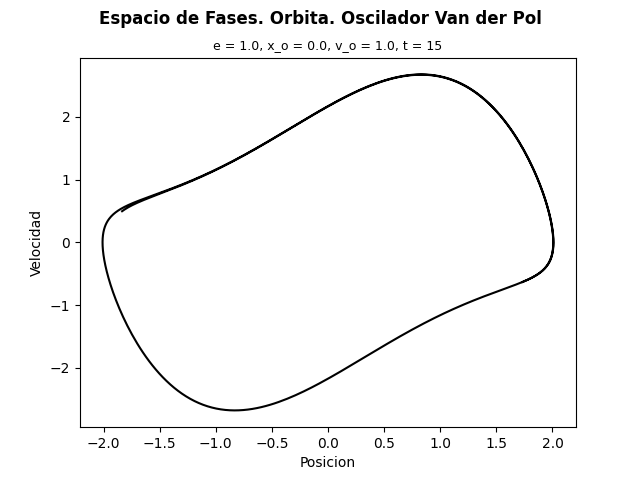 Espacio de Fases. Orbita. Oscilador Van der Pol
e = 1.0, x_o = 0.0, v_o = 1.0, t = 15
2
1
0
−1
−2
Velocidad
−2.0 −1.5 −1.0 −0.5 0.0 0.5 1.0 1.5 2.0
Posicion